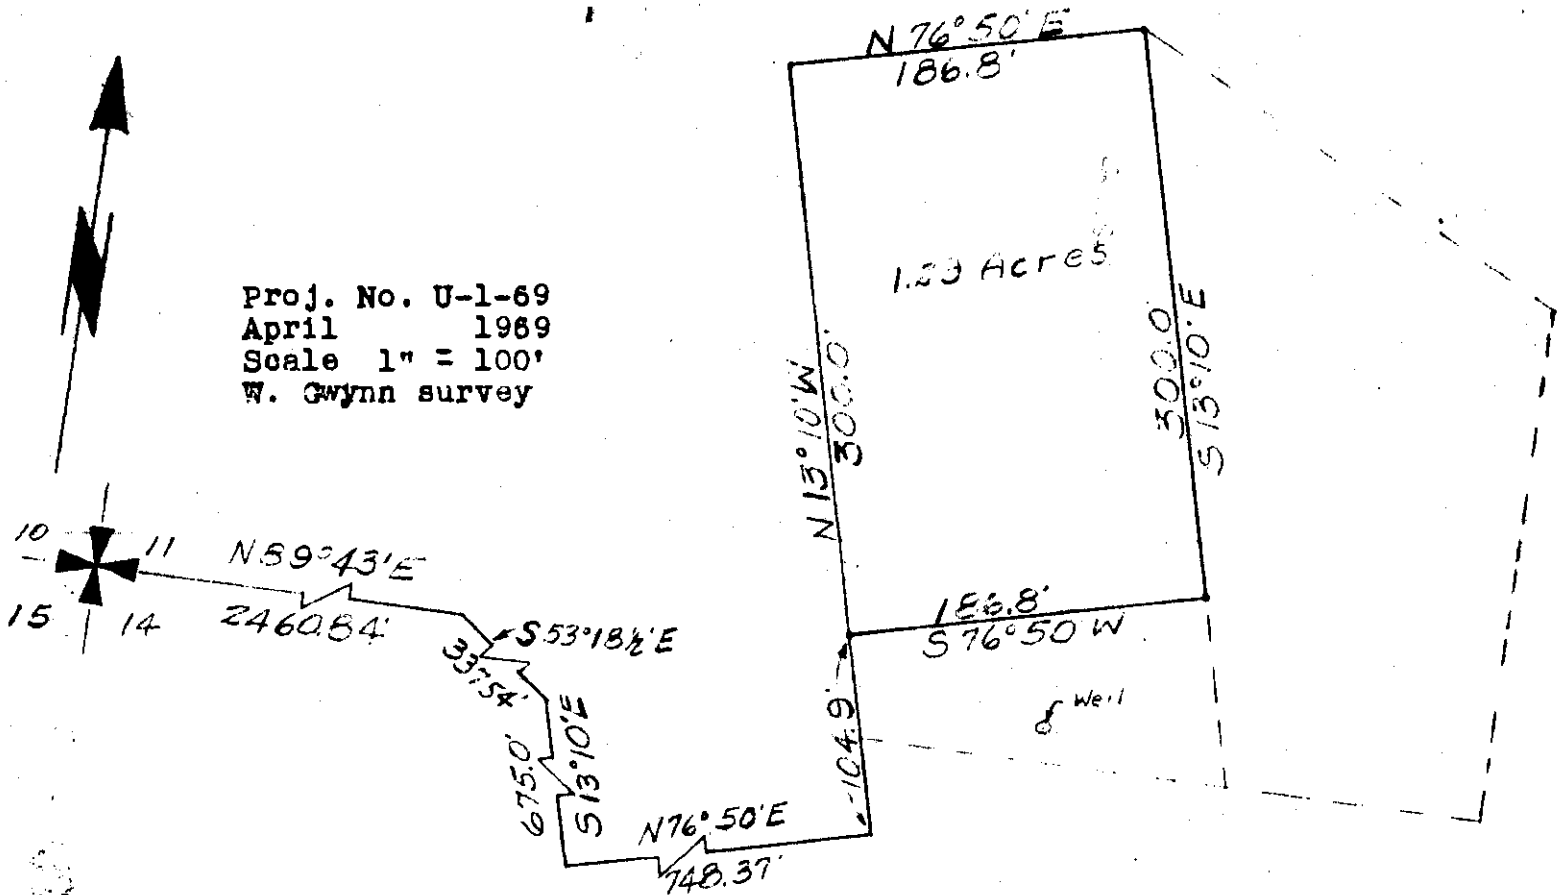 N 76°50' E
186.8'
1.29 Acres
Proj. No. U-1-69
April 1969
Scale 1" = 100'
W. Gwynn survey
N 13°10' W
300.0'
300.0
S 13°10' E
10
11
15
14
N 89°43' E
2460.84'
S 53°18½' E
337.54'
675.0'
S 13°10' E
N 76° 50' E
748.37'
104.9'
186.8'
S 76°50 W
Well